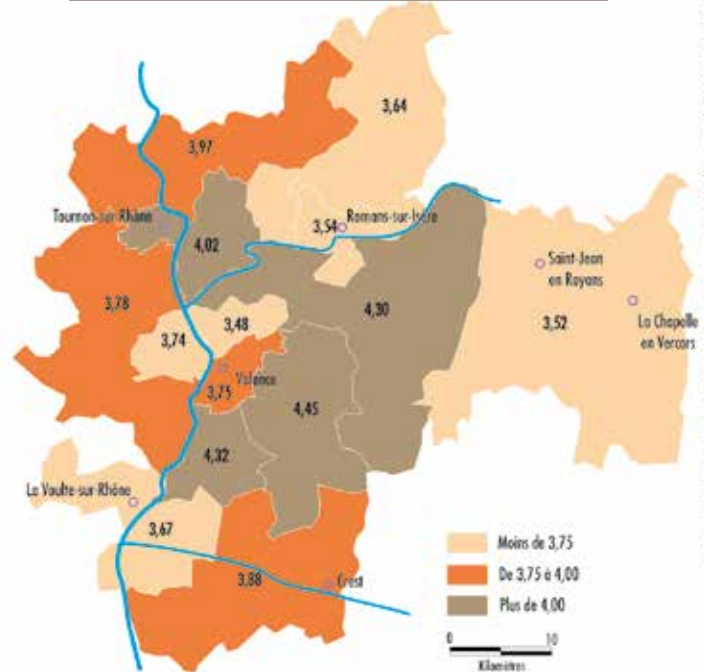 3,64
3,97
Tournon-sur-Rhône
3,54
Romans-sur-Isère
4,02
Saint-Jean
en Royans
3,78
4,30
La Chapelle
en Vercors
3,52
3,74
3,48
Valence
3,75
4,45
4,32
La Voulte-sur-Rhône
3,67
3,88
Crest
Moins de 3,75
De 3,75 à 4,00
Plus de 4,00
0 10
Kilomètres